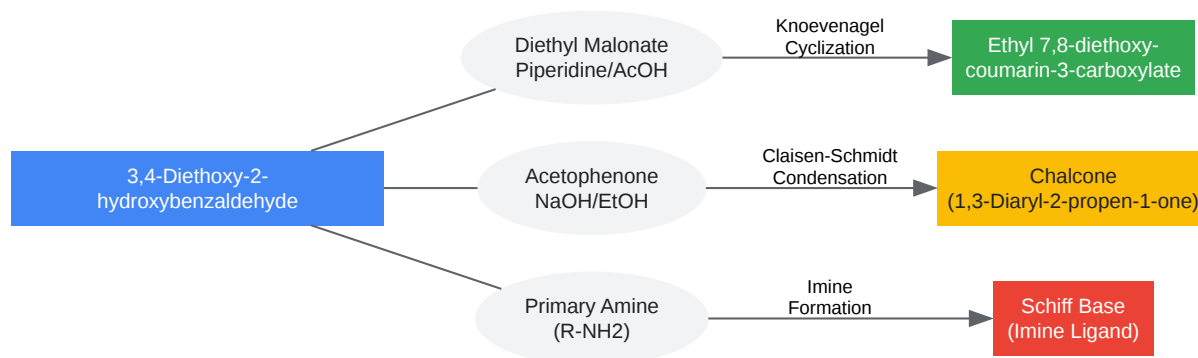 Diethyl Malonate
Piperidine/AcOH
Knoevenagel
Cyclization
Ethyl 7,8-diethoxy-
coumarin-3-carboxylate
3,4-Diethoxy-2-
hydroxybenzaldehyde
Acetophenone
NaOH/EtOH
Claisen-Schmidt
Condensation
Chalcone
(1,3-Diaryl-2-propen-1-one)
Primary Amine
(R-NH2)
Imine
Formation
Schiff Base
(Imine Ligand)